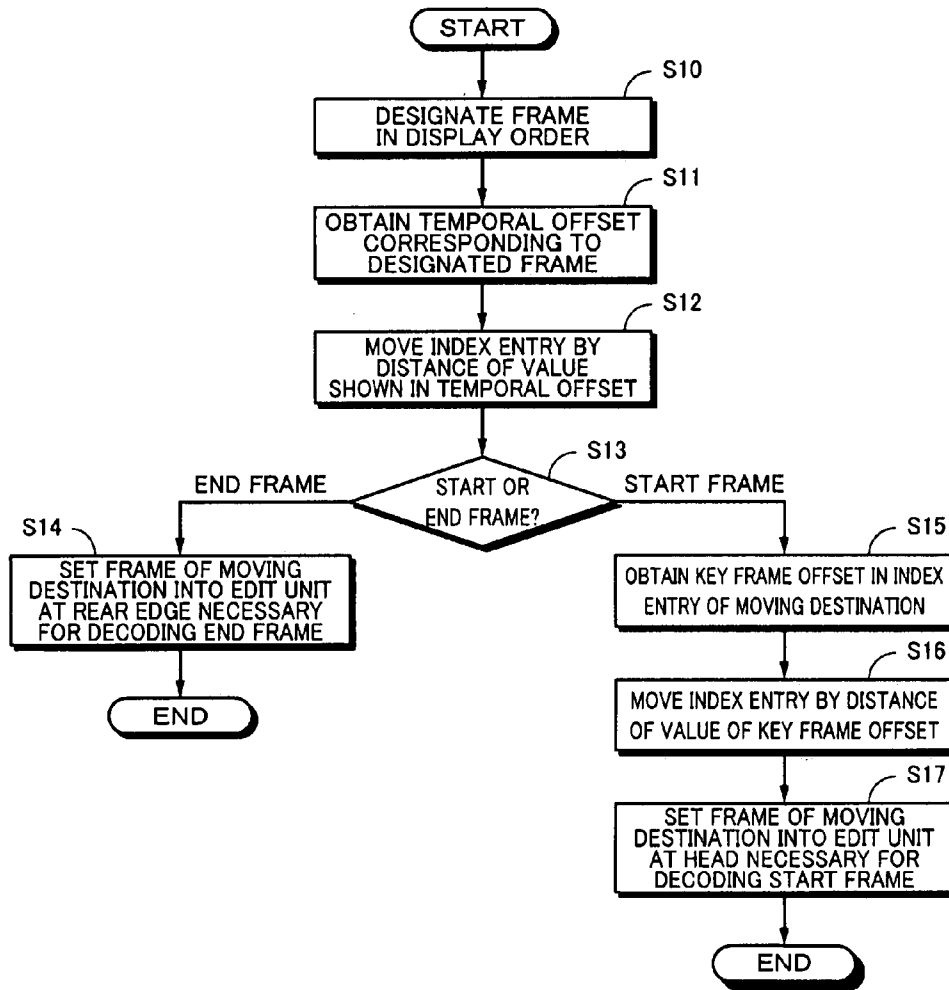 START
S10
DESIGNATE FRAME
IN DISPLAY ORDER
S11
OBTAIN TEMPORAL OFFSET
CORRESPONDING TO
DESIGNATED FRAME
S12
MOVE INDEX ENTRY BY
DISTANCE OF VALUE
SHOWN IN TEMPORAL OFFSET
S13
START OR
END FRAME?
END FRAME
START FRAME
S14
SET FRAME OF MOVING
DESTINATION INTO EDIT UNIT
AT REAR EDGE NECESSARY
FOR DECODING END FRAME
END
S15
OBTAIN KEY FRAME OFFSET IN INDEX
ENTRY OF MOVING DESTINATION
S16
MOVE INDEX ENTRY BY DISTANCE
OF VALUE OF KEY FRAME OFFSET
S17
SET FRAME OF MOVING
DESTINATION INTO EDIT UNIT
AT HEAD NECESSARY FOR
DECODING START FRAME
END